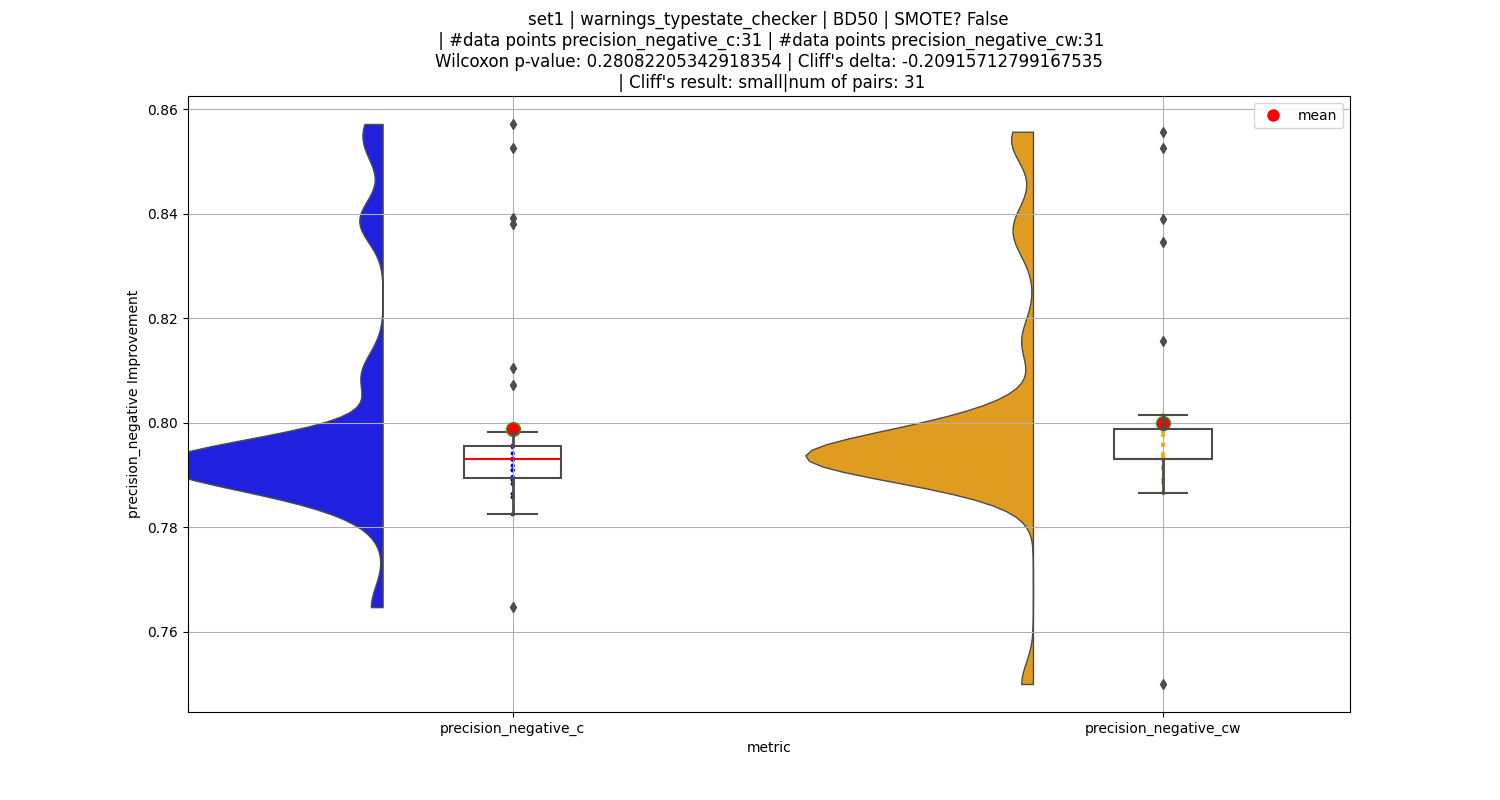 set1 | warnings_typestate_checker | BD50 | SMOTE? False
| #data points precision_negative_c:31 | #data points precision_negative_cw:31
Wilcoxon p-value: 0.28082205342918354 | Cliff's delta: -0.20915712799167535
| Cliff's result: small|num of pairs: 31
mean
precision_negative Improvement
0.86
0.84
0.82
0.80
0.78
0.76
precision_negative_c
precision_negative_cw
metric